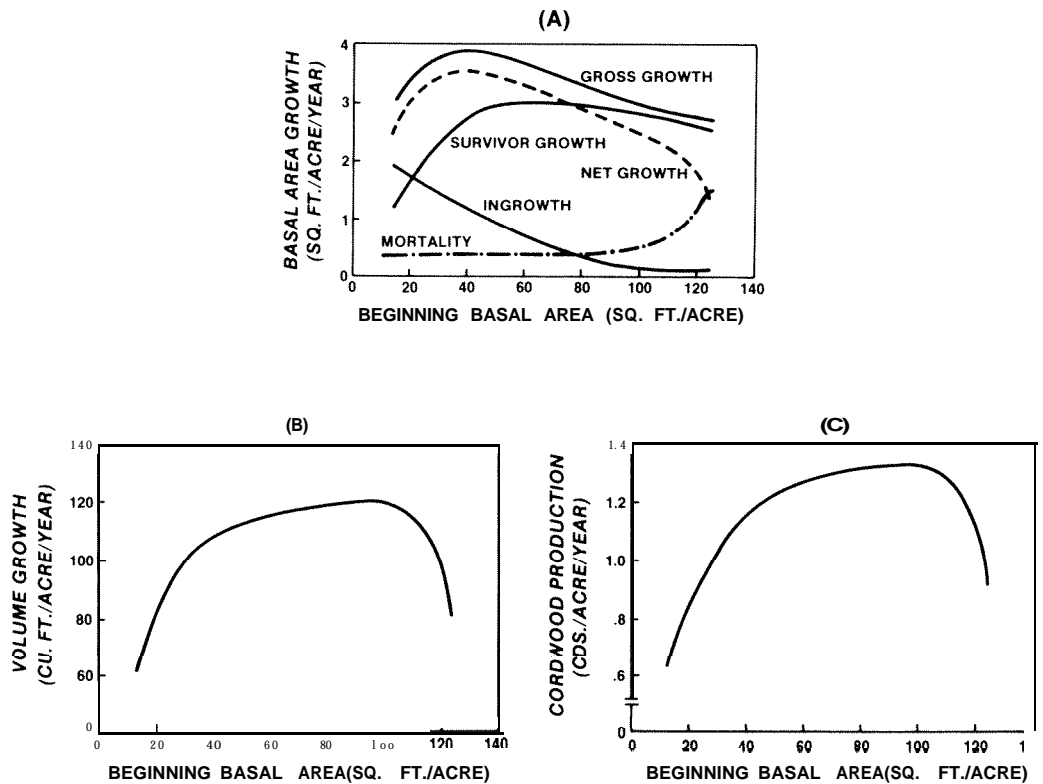 (A)
BASAL AREA GROWTH
(SQ. FT./ACRE/YEAR)
4
3
2
1
0
GROSS GROWTH
SURVIVOR GROWTH
NET GROWTH
INGROWTH
MORTALITY
0 20 40 60 80 100 120 140
BEGINNING BASAL AREA (SQ. FT./ACRE)
(B)
VOLUME GROWTH
(CU. FT./ACRE/YEAR)
140
120
100
80
60
0
0 20 40 60 80 1oo 120 140
BEGINNING BASAL AREA(SQ. FT./ACRE)
(C)
CORDWOOD PRODUCTION
(CDS./ACRE/YEAR)
1.4
1.2
1.0
.8
.6
0
0 20 40 60 80 100 120 1
BEGINNING BASAL AREA(SQ. FT./ACRE)